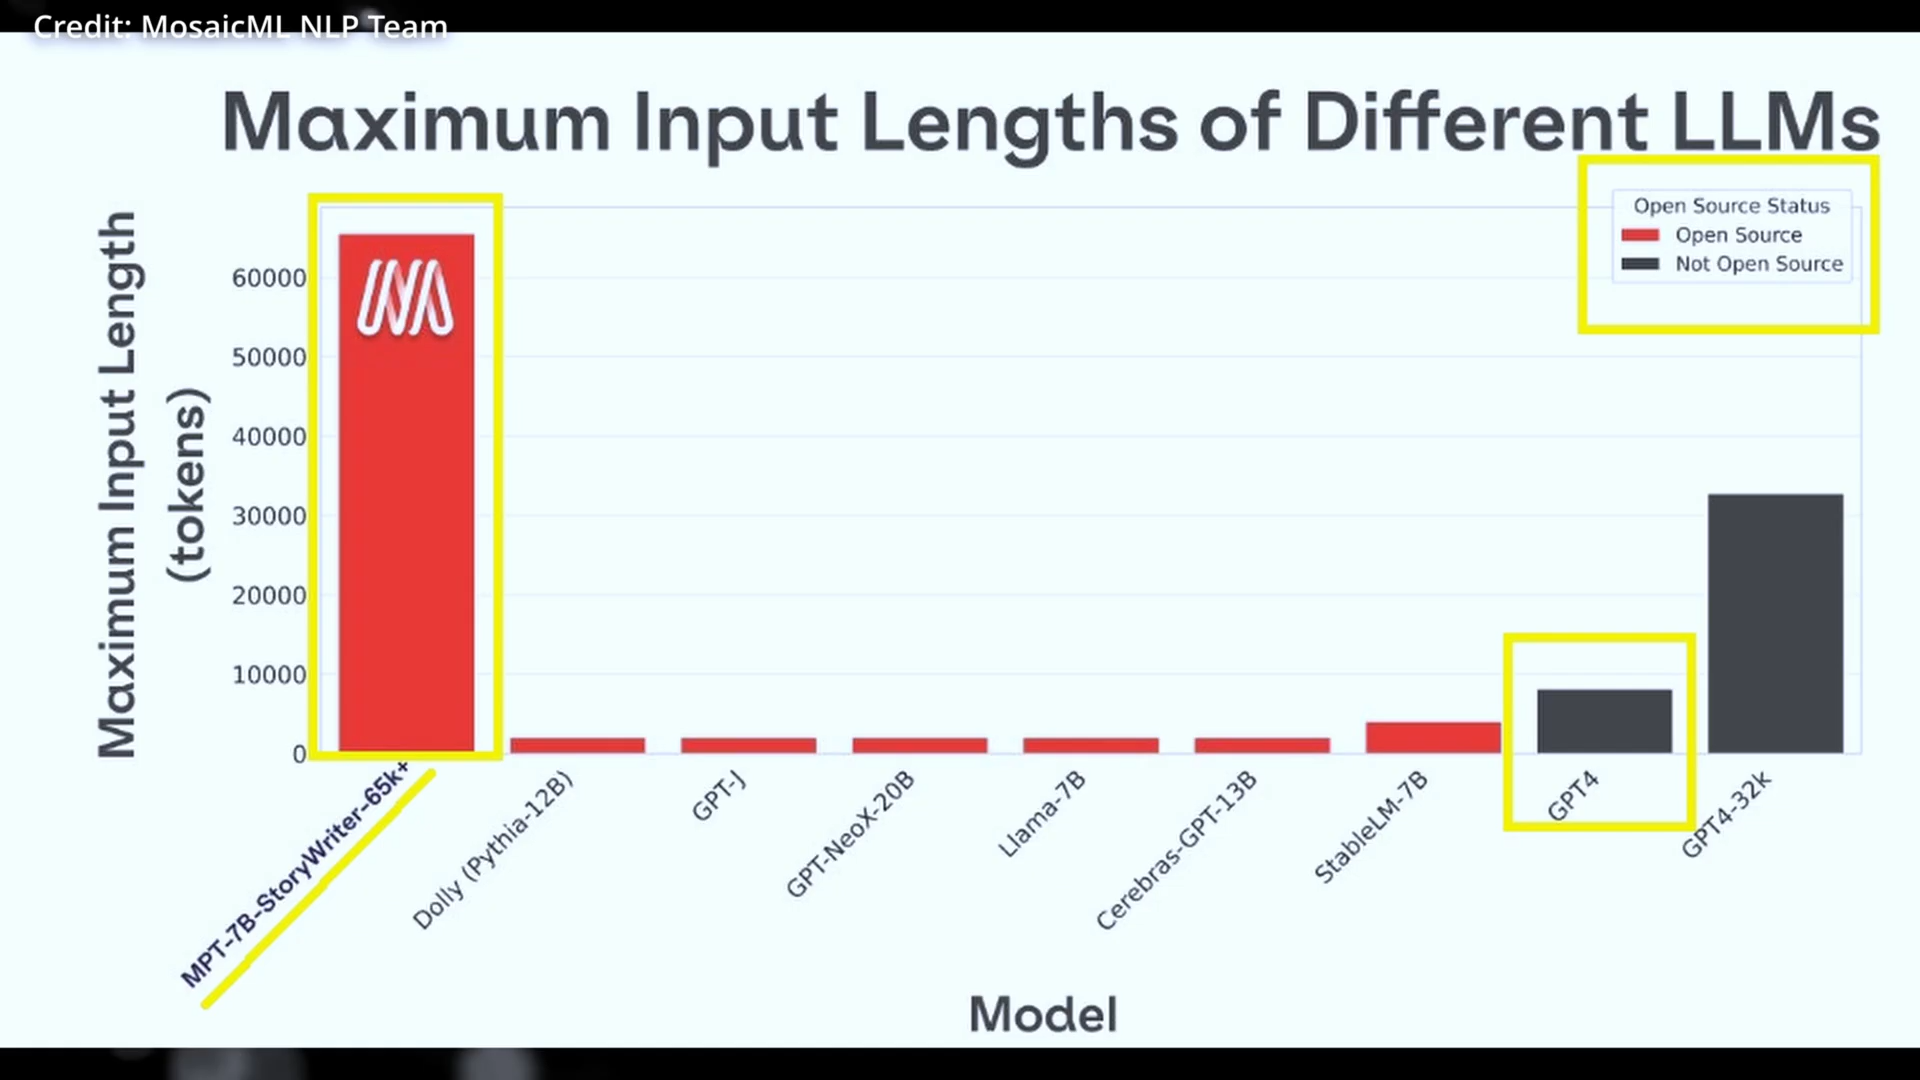 Credit: MosaicML NLP Team
Maximum Input Lengths of Different LLMs
Open Source Status
Open Source
Not Open Source
Maximum Input Length
(tokens)
60000
50000
40000
30000
20000
10000
0
MPT-7B-StoryWriter-65k+
Dolly (Pythia-12B)
GPT-J
GPT-NeoX-20B
Llama-7B
Cerebras-GPT-13B
StableLM-7B
GPT4
GPT4-32k
Model